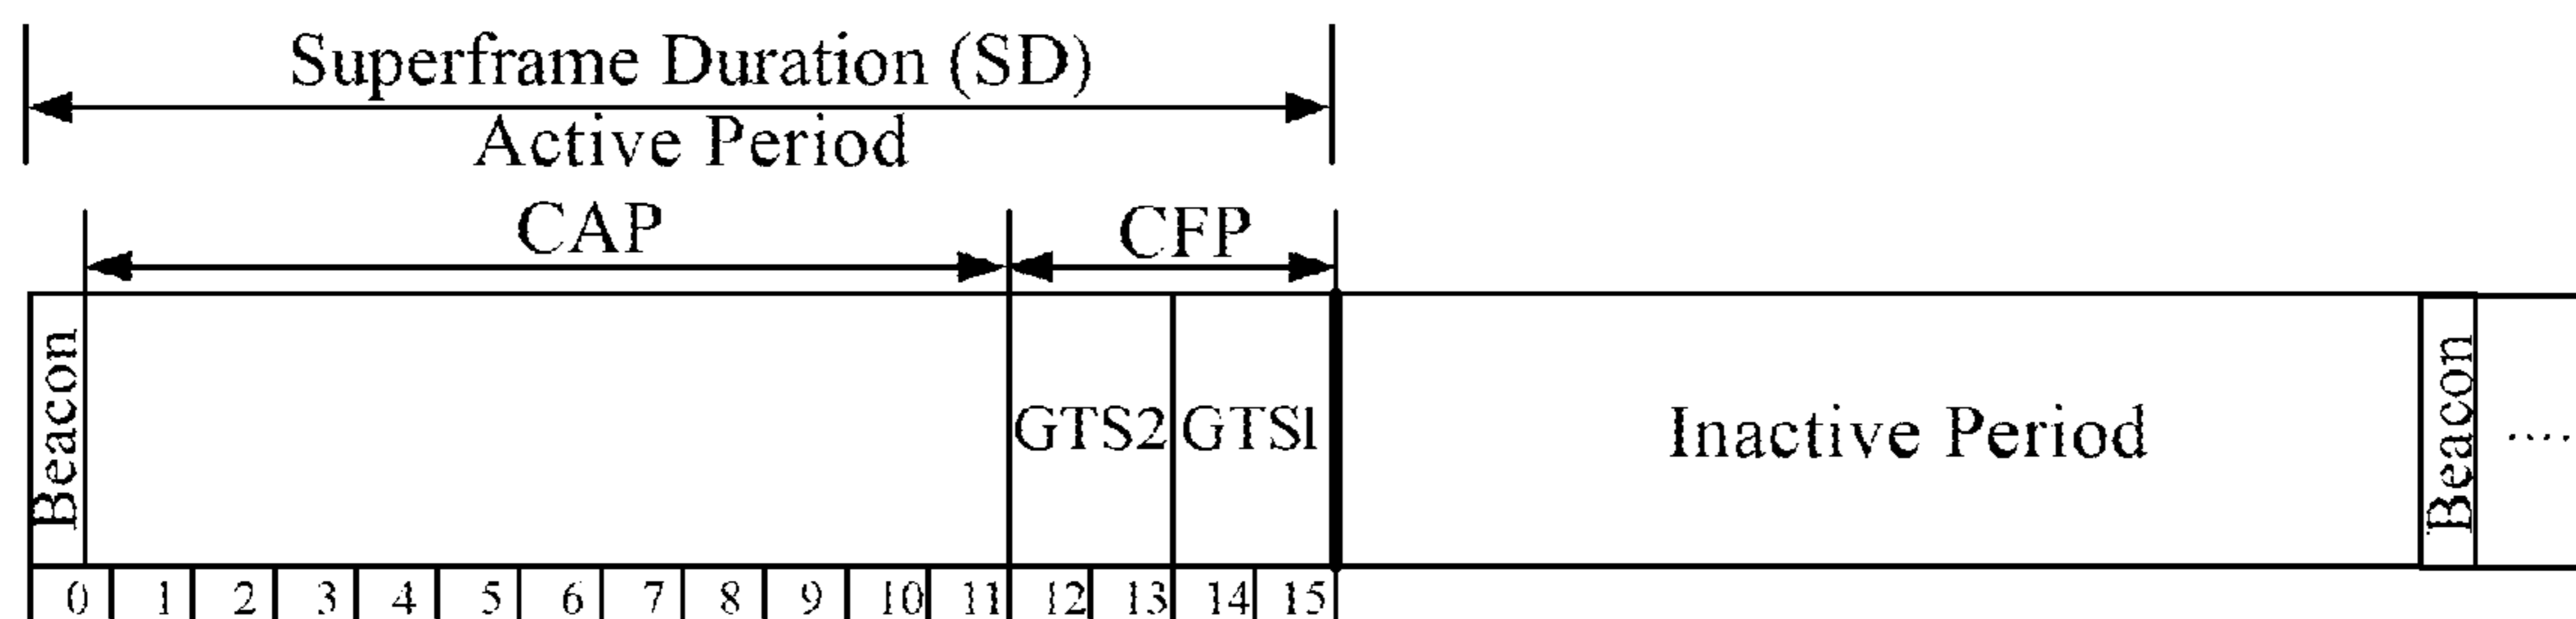 Superframe Duration (SD)
Active Period
CAP CFP
Beacon GTS2 GTS1 Inactive Period Beacon ....
0 1 2 3 4 5 6 7 8 9 10 11 12 13 14 15